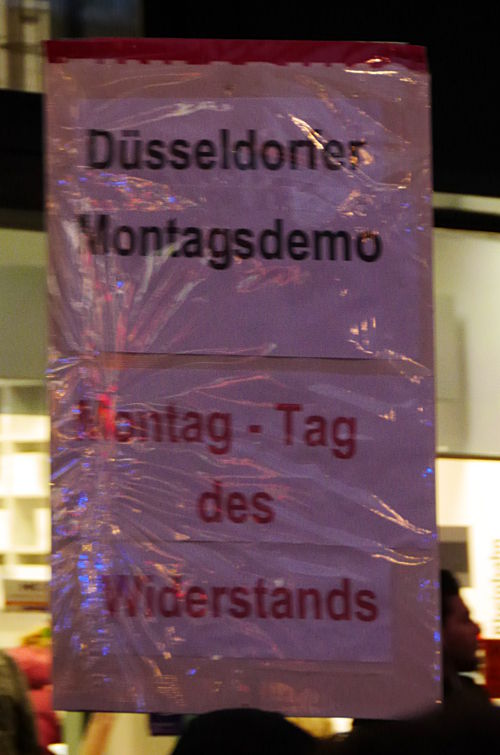 Düsseldorfer
Montagsdemo
Montag - Tag
des
Widerstands